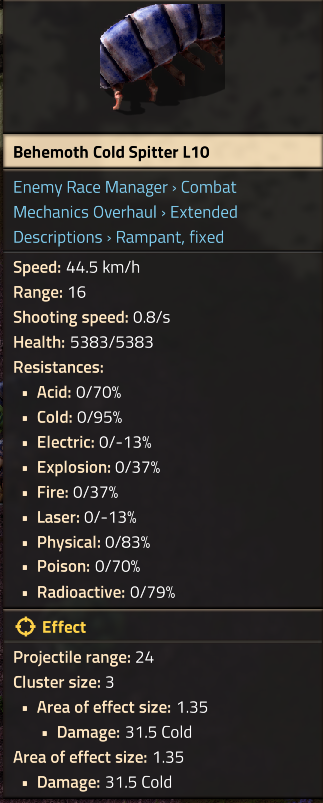 Behemoth Cold Spitter L10
Enemy Race Manager › Combat
Mechanics Overhaul › Extended
Descriptions › Rampant, fixed
Speed: 44.5 km/h
Range: 16
Shooting speed: 0.8/s
Health: 5383/5383
Resistances:
▪ Acid: 0/70%
▪ Cold: 0/95%
▪ Electric: 0/-13%
▪ Explosion: 0/37%
▪ Fire: 0/37%
▪ Laser: 0/-13%
▪ Physical: 0/83%
▪ Poison: 0/70%
▪ Radioactive: 0/79%
Effect
Projectile range: 24
Cluster size: 3
▪ Area of effect size: 1.35
▪ Damage: 31.5 Cold
Area of effect size: 1.35
▪ Damage: 31.5 Cold